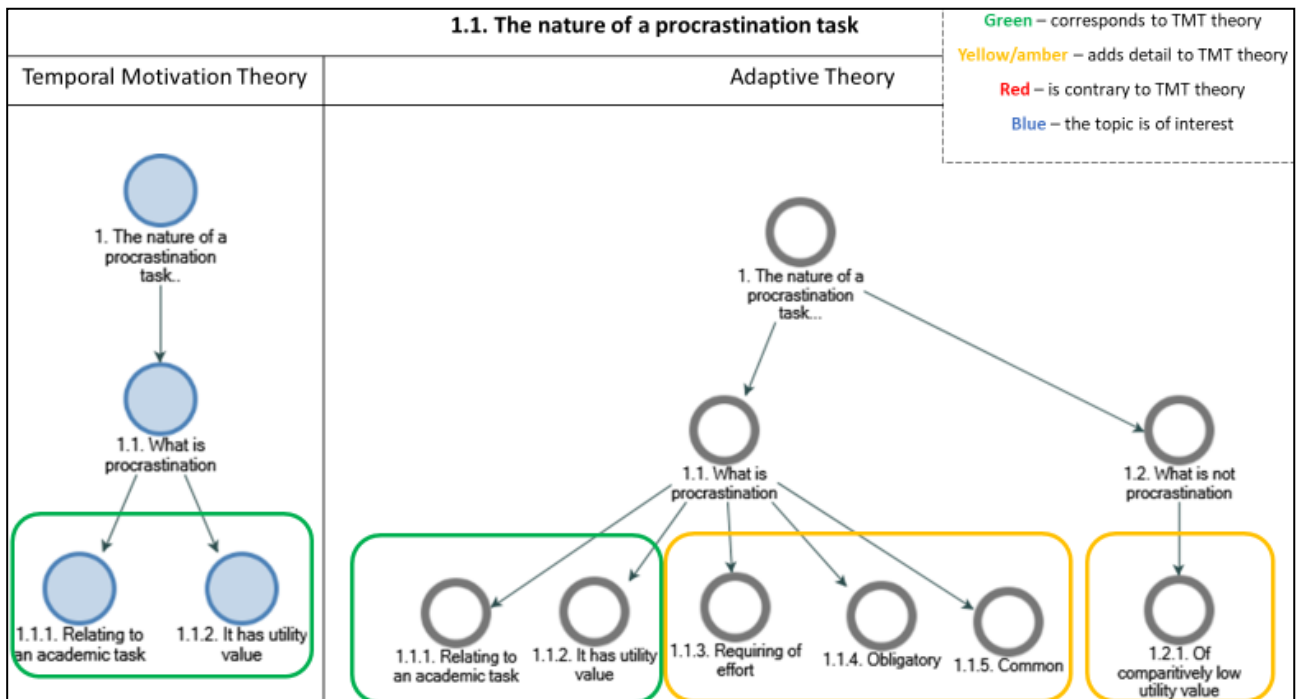 1.1. The nature of a procrastination task
Green – corresponds to TMT theory
Yellow/amber – adds detail to TMT theory
Red – is contrary to TMT theory
Blue – the topic is of interest
Temporal Motivation Theory
Adaptive Theory
1. The nature of a
procrastination
task..
1.1. What is
procrastination
1.1.1. Relating to
an academic task
1.1.2. It has utility
value
1. The nature of a
procrastination
task...
1.1. What is
procrastination
1.2. What is not
procrastination
1.1.1. Relating to
an academic task
1.1.2. It has utility
value
1.1.3. Requiring of
effort
1.1.4. Obligatory
1.1.5. Common
1.2.1. Of
comparitively low
utility value